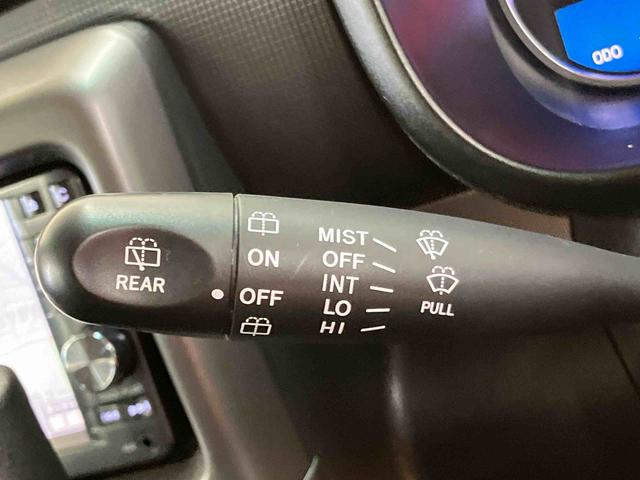 ODO
REAR
ON
OFF
MIST
OFF
INT
LO
HI
PULL